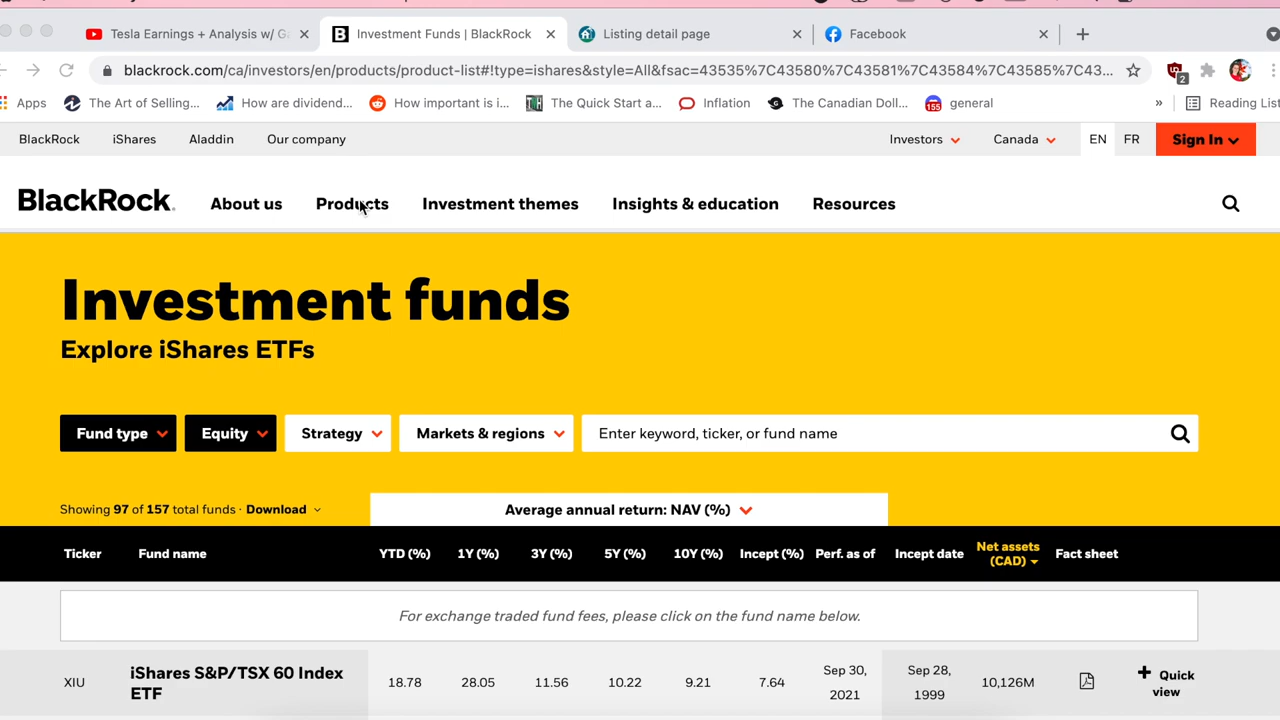 Tesla Earnings + Analysis w/ Ga
Investment Funds | BlackRock
Listing detail page
Facebook
blackrock.com/ca/investors/en/products/product-list#!type=ishares&style=All&fsac=43535%7C43580%7C43581%7C43584%7C43585%7C43...
2
Apps
The Art of Selling...
How are dividend...
How important is i...
The Quick Start a...
Inflation
The Canadian Doll...
155
general
»
Reading List
BlackRock
iShares
Aladdin
Our company
Investors
Canada
EN
FR
Sign In
BlackRock.
About us
Products
Investment themes
Insights & education
Resources
Investment funds
Explore iShares ETFs
Fund type
Equity
Strategy
Markets & regions
Enter keyword, ticker, or fund name
Showing 97 of 157 total funds · Download
Average annual return: NAV (%)
Ticker
Fund name
YTD (%)
1Y (%)
3Y (%)
5Y (%)
10Y (%)
Incept (%)
Perf. as of
Incept date
Net assets
(CAD)
Fact sheet
For exchange traded fund fees, please click on the fund name below.
XIU
iShares S&P/TSX 60 Index
ETF
18.78
28.05
11.56
10.22
9.21
7.64
Sep 30,
2021
Sep 28,
1999
10,126M
+ Quick
view